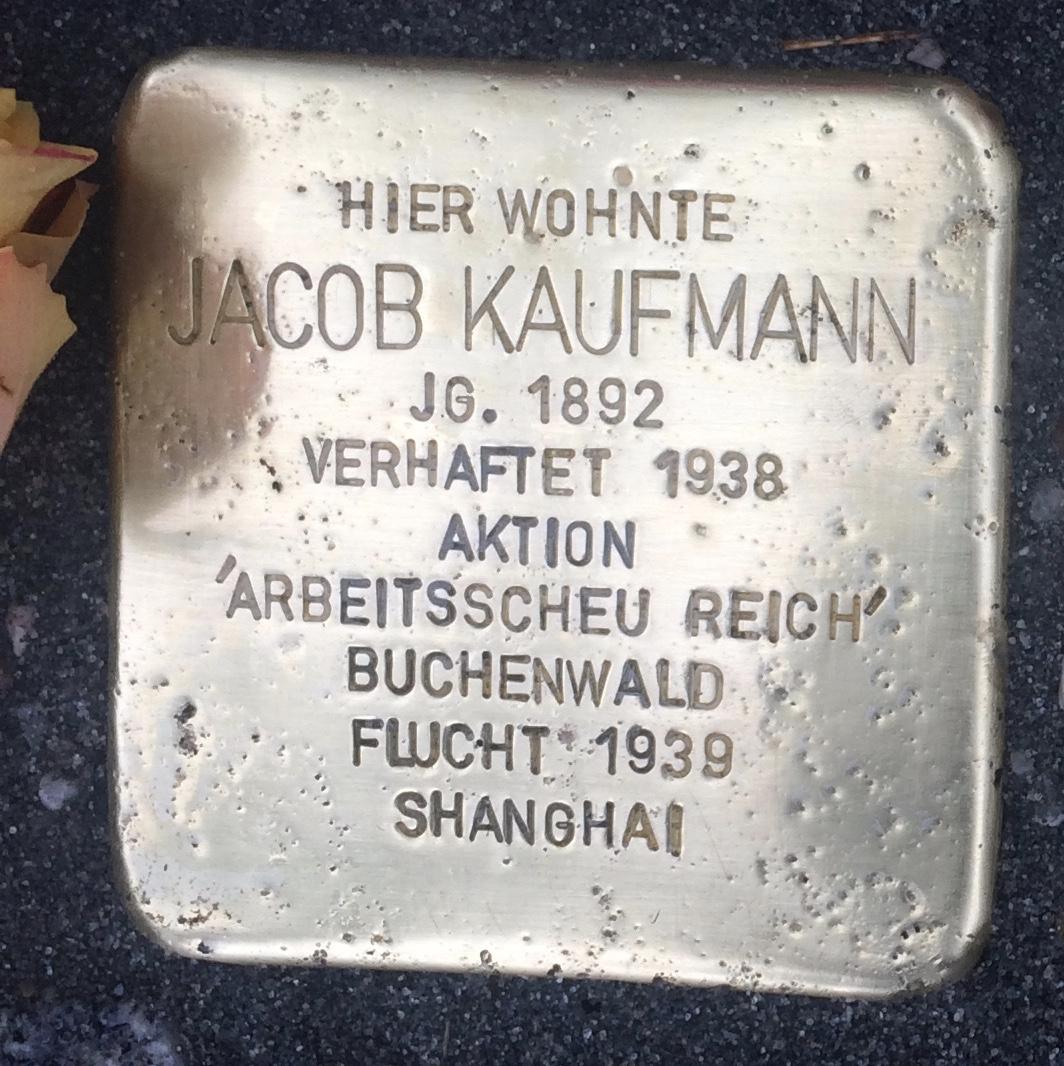 HIER WOHNTE
JACOB KAUFMANN
JG. 1892
VERHAFTET 1938
AKTION
'ARBEITSSCHEU REICH'
BUCHENWALD
FLUCHT 1939
SHANGHAI